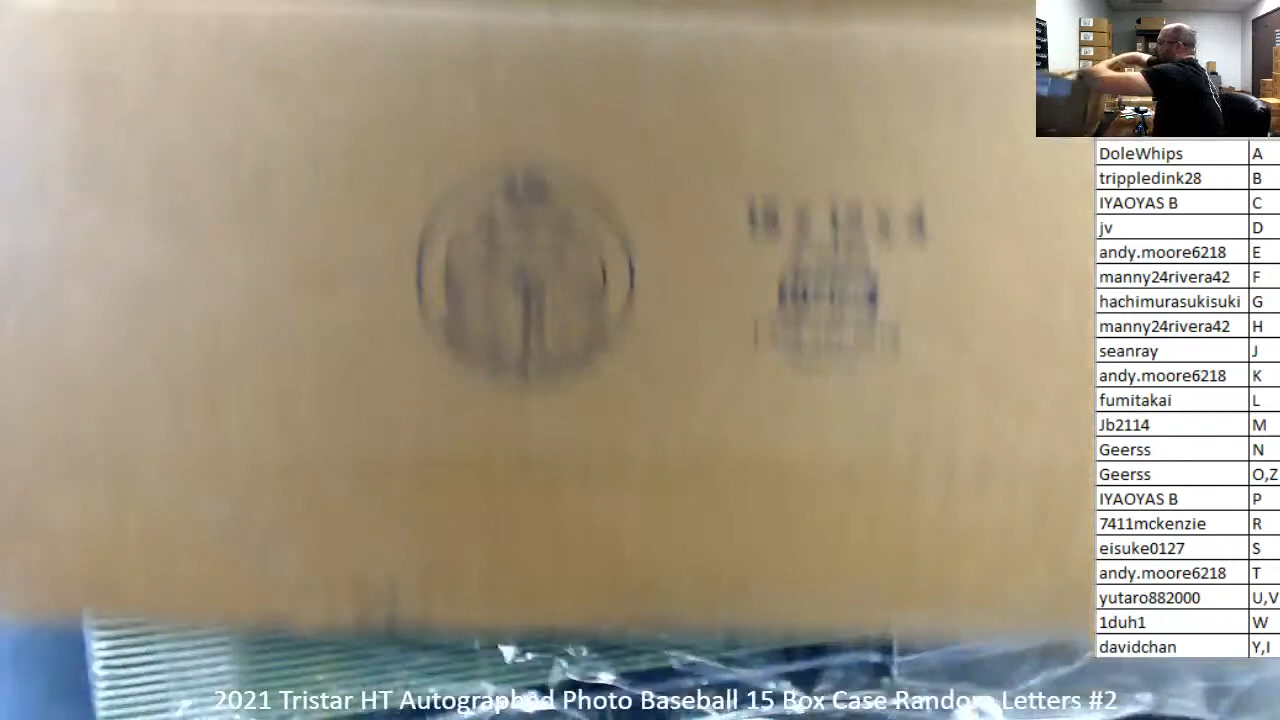 DoleWhips A
trippledink28 B
IYAOYAS B C
jv D
andy.moore6218 E
manny24rivera42 F
hachimurasukisuki G
manny24rivera42 H
seanray J
andy.moore6218 K
fumitakai L
Jb2114 M
Geerss N
Geerss O,Z
IYAOYAS B P
7411mckenzie R
eisuke0127 S
andy.moore6218 T
yutaro882000 U,V
1duh1 W
davidchan Y,I
2021 Tristar HT Autographed Photo Baseball 15 Box Case Random Letters #2